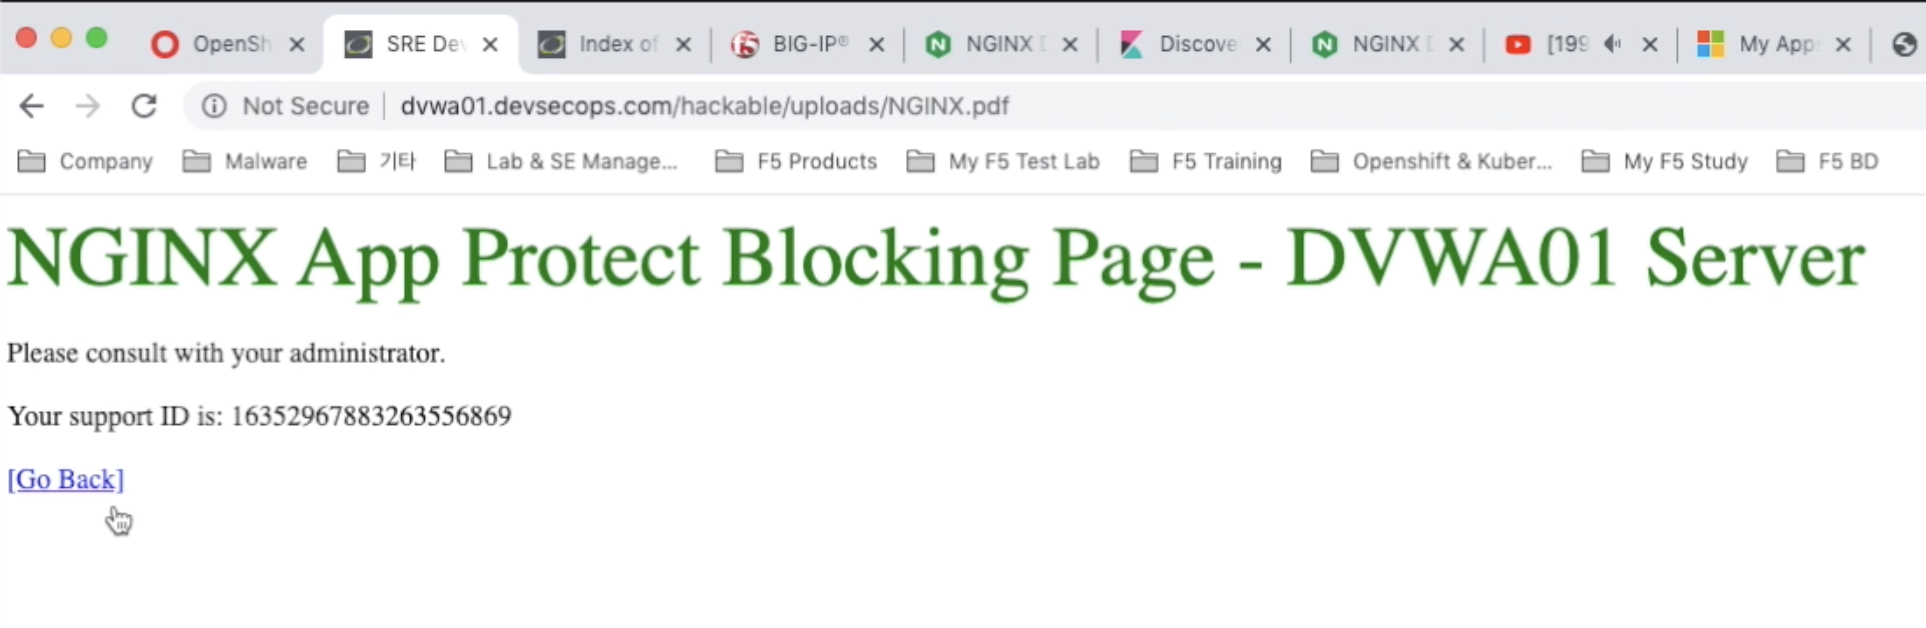 OpenSh SRE Dev Index of BIG-IP® NGINX Discove NGINX [199 My App
Not Secure dvwa01.devsecops.com/hackable/uploads/NGINX.pdf
Company Malware 기타 Lab & SE Manage... F5 Products My F5 Test Lab F5 Training Openshift & Kuber... My F5 Study F5 BD
NGINX App Protect Blocking Page - DVWA01 Server
Please consult with your administrator.
Your support ID is: 16352967883263556869
[Go Back]